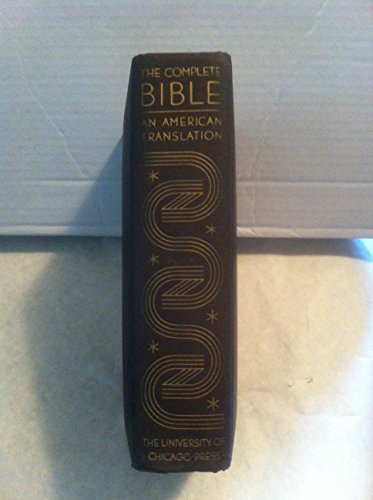 THE COMPLETE
BIBLE
AN AMERICAN
TRANSLATION
THE UNIVERSITY OF
CHICAGO PRESS